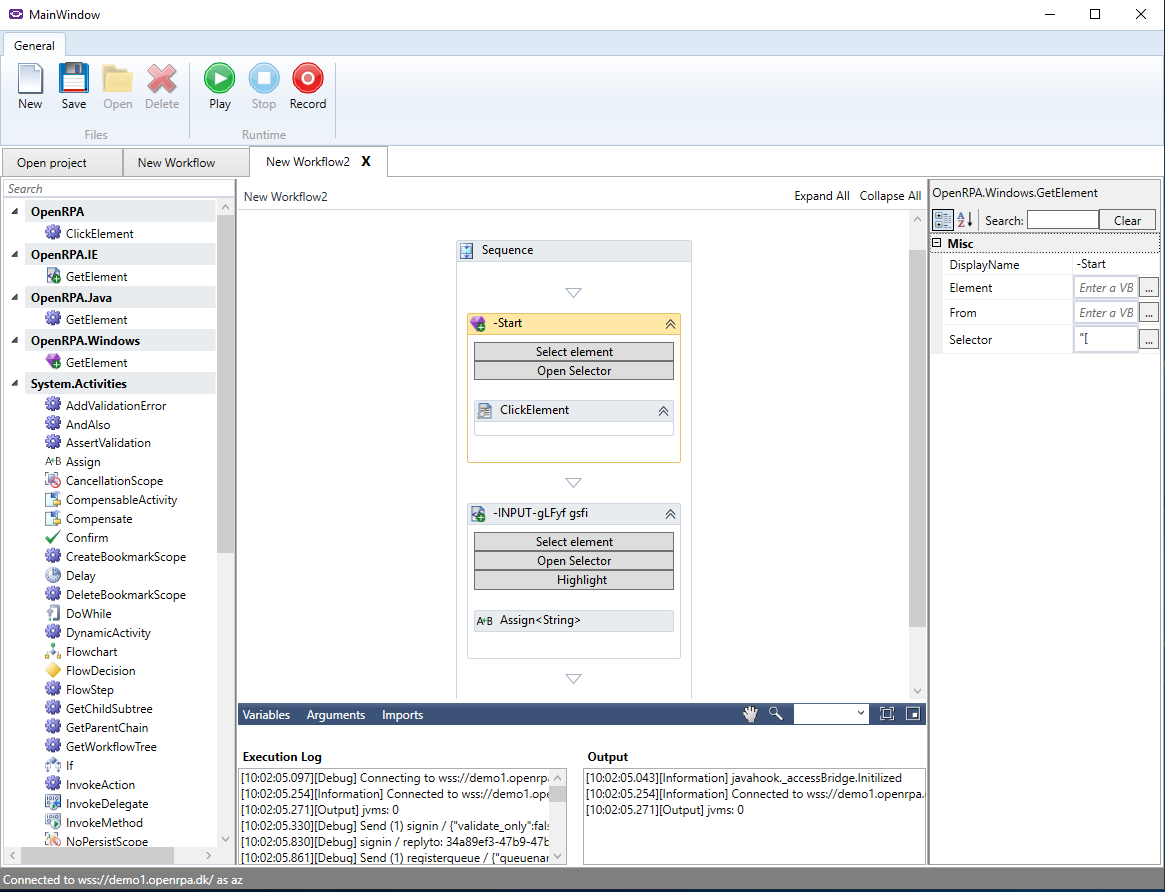 MainWindow
General
New Save Open Delete Play Stop Record
Files Runtime
Open project New Workflow New Workflow2 X
Search
OpenRPA
ClickElement
OpenRPA.IE
GetElement
OpenRPA.Java
GetElement
OpenRPA.Windows
GetElement
System.Activities
AddValidationError
AndAlso
AssertValidation
A+B Assign
CancellationScope
CompensableActivity
Compensate
Confirm
CreateBookmarkScope
Delay
DeleteBookmarkScope
DoWhile
DynamicActivity
Flowchart
FlowDecision
FlowStep
GetChildSubtree
GetParentChain
GetWorkflowTree
If
InvokeAction
InvokeDelegate
InvokeMethod
NoPersistScope
New Workflow2 Expand All Collapse All
Sequence
-Start
Select element
Open Selector
ClickElement
-INPUT-gLFyf gsfi
Select element
Open Selector
Highlight
A+B Assign<String>
Variables Arguments Imports
Execution Log
[10:02:05.097][Debug] Connecting to wss://demo1.openrpa
[10:02:05.254][Information] Connected to wss://demo1.ope
[10:02:05.271][Output] jvms: 0
[10:02:05.330][Debug] Send (1) signin / {"validate_only":fals
[10:02:05.830][Debug] signin / replyto: 34a89ef3-47b9-47b
[10:02:05.861][Debug] Send (1) registerqueue / {"queuenar
Output
[10:02:05.043][Information] javahook._accessBridge.Initilized
[10:02:05.254][Information] Connected to wss://demo1.openrpa.
[10:02:05.271][Output] jvms: 0
OpenRPA.Windows.GetElement
Search: Clear
Misc
DisplayName -Start
Element Enter a VB ...
From Enter a VB ...
Selector "[ ...
Connected to wss://demo1.openrpa.dk/ as az